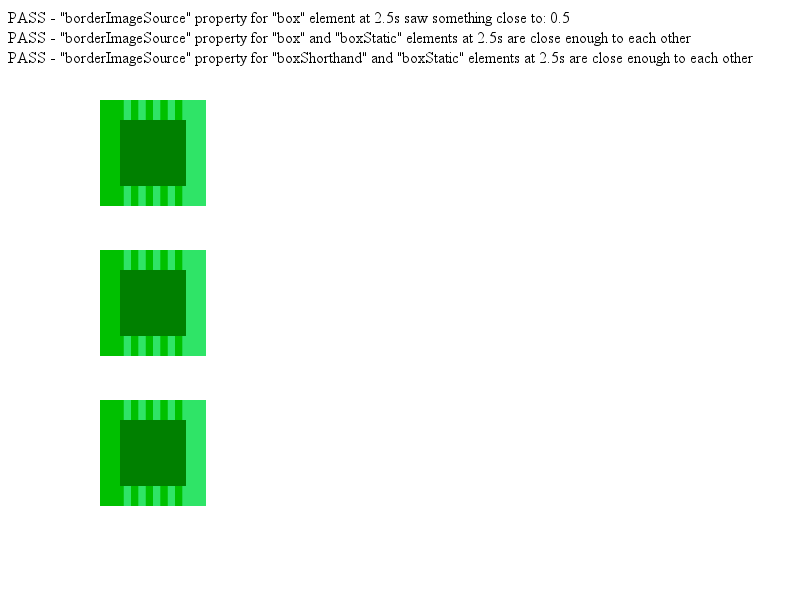 PASS - "borderImageSource" property for "box" element at 2.5s saw something close to: 0.5
PASS - "borderImageSource" property for "box" and "boxStatic" elements at 2.5s are close enough to each other
PASS - "borderImageSource" property for "boxShorthand" and "boxStatic" elements at 2.5s are close enough to each other